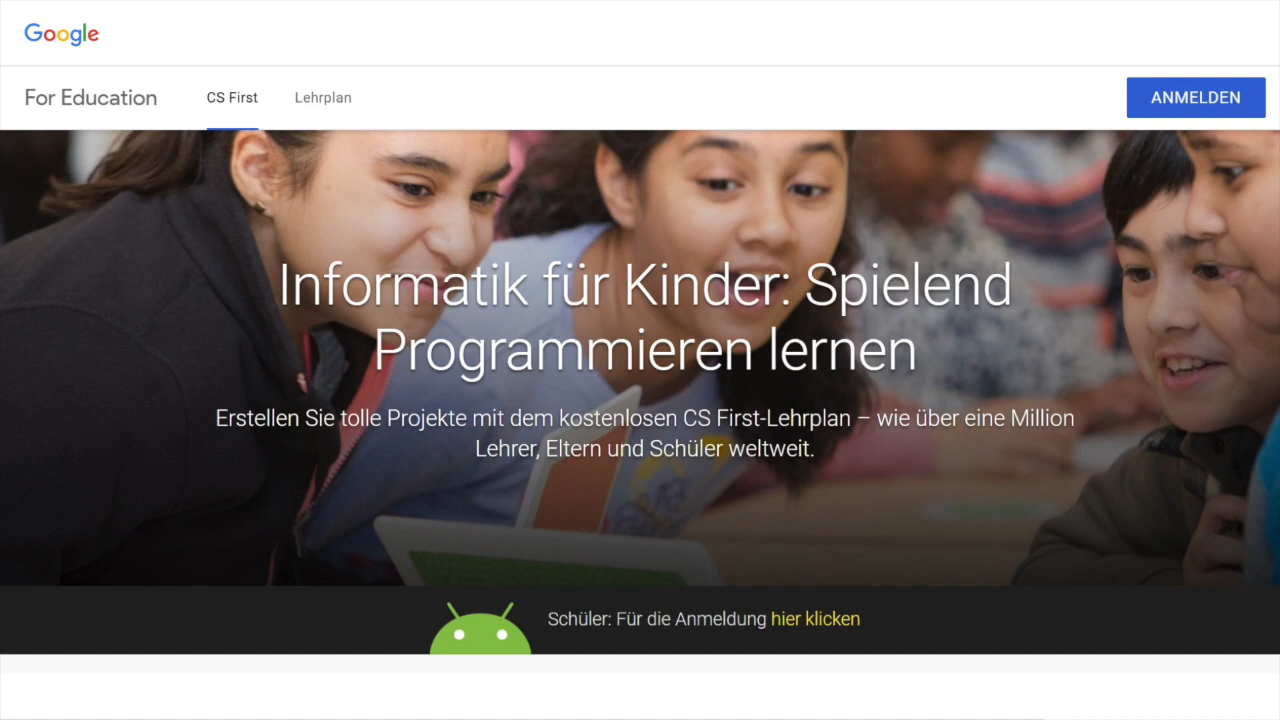 Google
For Education
CS First
Lehrplan
ANMELDEN
Informatik für Kinder: Spielend
Programmieren lernen
Erstellen Sie tolle Projekte mit dem kostenlosen CS First-Lehrplan – wie über eine Million
Lehrer, Eltern und Schüler weltweit.
Schüler: Für die Anmeldung hier klicken